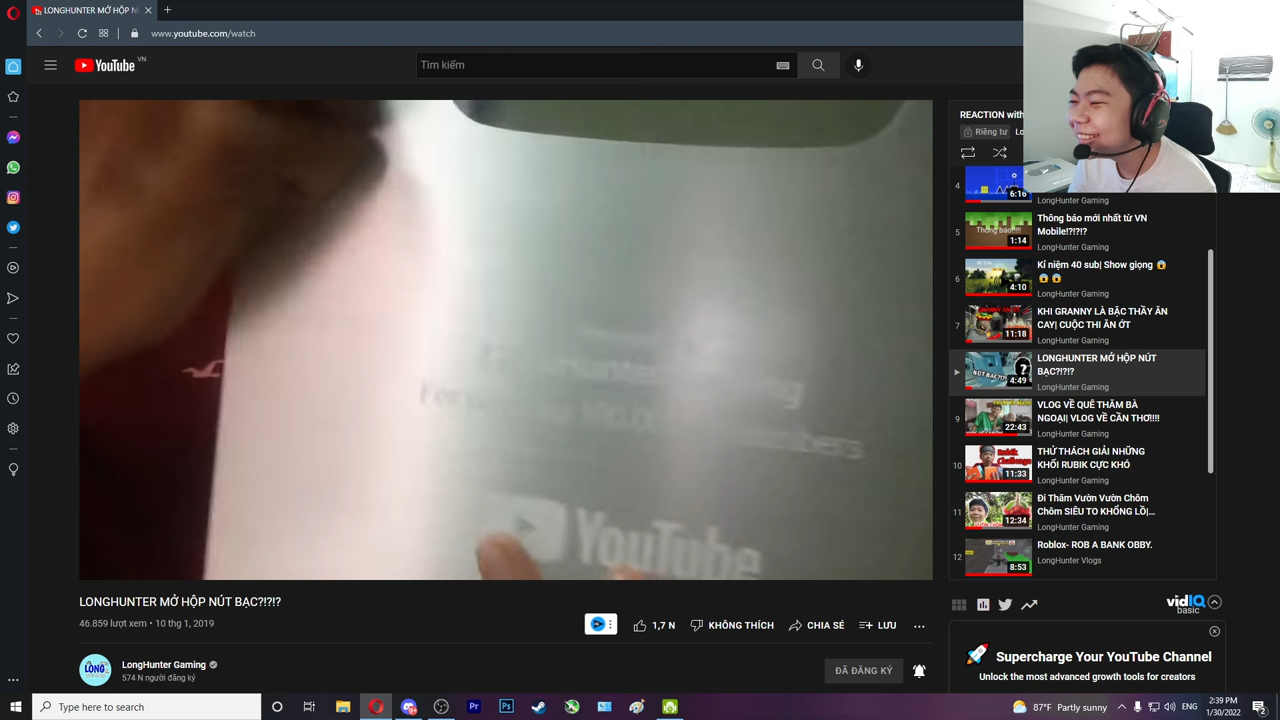 LONGHUNTER MỞ HỘP N
www.youtube.com/watch
YouTube VN
Tìm kiếm
REACTION with
Riêng tư Lo
4
6:16
LongHunter Gaming
5
Thông báo!!!!
1:14
Thông báo mới nhất từ VN
Mobile!?!?!?
LongHunter Gaming
6
4:10
Kỉ niệm 40 sub| Show giọng 😱
😱 😱
LongHunter Gaming
7
11:18
KHI GRANNY LÀ BẬC THẦY ĂN
CAY| CUỘC THI ĂN ỚT
LongHunter Gaming
NÚT BẠC?!?!?
4:49
LONGHUNTER MỞ HỘP NÚT
BẠC?!?!?
LongHunter Gaming
9
22:43
VLOG VỀ QUÊ THĂM BÀ
NGOẠI| VLOG VỀ CẦN THƠ!!!!
LongHunter Gaming
10
Rubik
Challenge
11:33
THỬ THÁCH GIẢI NHỮNG
KHỐI RUBIK CỰC KHÓ
LongHunter Gaming
11
12:34
Đi Thăm Vườn Vườn Chôm
Chôm SIÊU TO KHỔNG LỒ|...
LongHunter Gaming
12
8:53
Roblox- ROB A BANK OBBY.
LongHunter Vlogs
LONGHUNTER MỞ HỘP NÚT BẠC?!?!?
46.859 lượt xem • 10 thg 1, 2019
1,7 N
KHÔNG THÍCH
CHIA SẺ
LƯU
vidIQ
basic
LONG
LongHunter Gaming
574 N người đăng ký
ĐÃ ĐĂNG KÝ
Supercharge Your YouTube Channel
Unlock the most advanced growth tools for creators
Type here to search
87°F Partly sunny
ENG
2:39 PM
1/30/2022
2